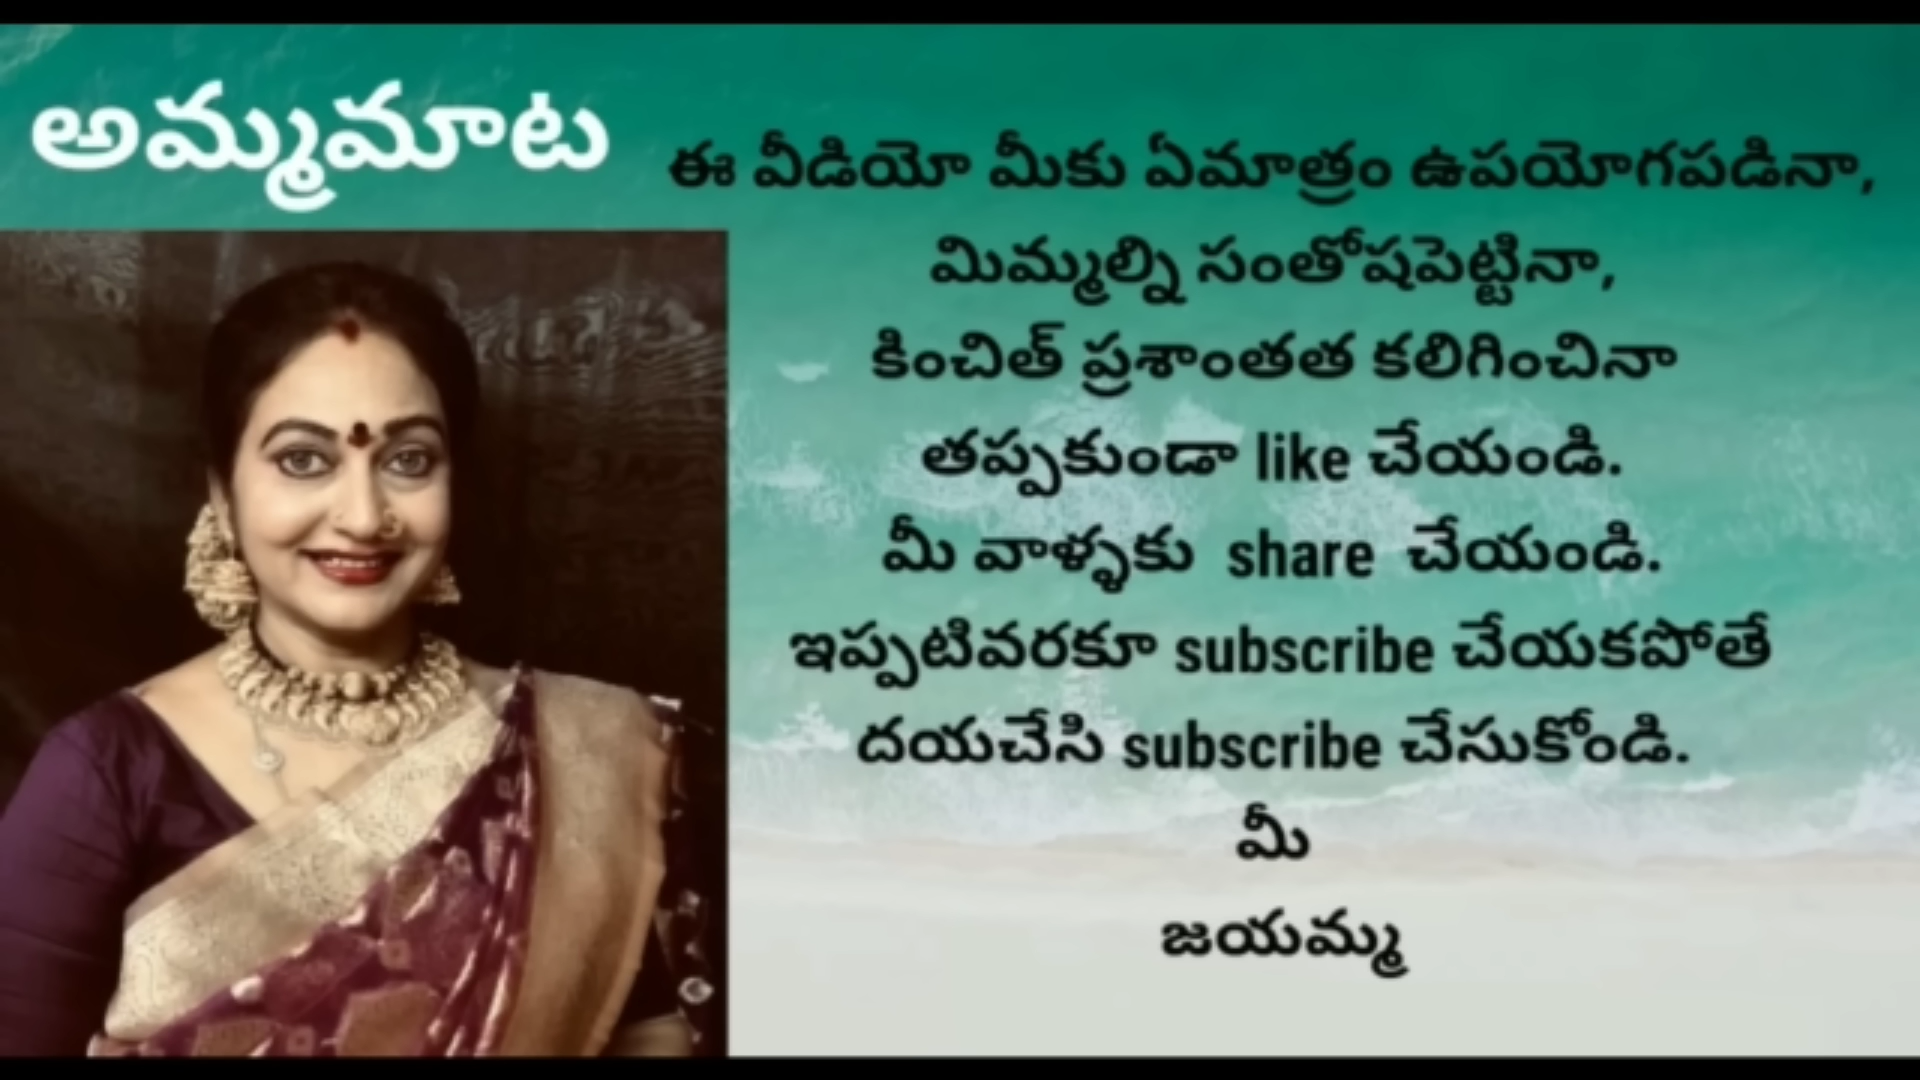 అమ్మమాట
ఈ వీడియో మీకు ఏమాత్రం ఉపయోగపడినా,
మిమ్మల్ని సంతోషపెట్టినా,
కించిత్ ప్రశాంతత కలిగించినా
తప్పకుండా like చేయండి.
మీ వాళ్ళకు share చేయండి.
ఇప్పటివరకూ subscribe చేయకపోతే
దయచేసి subscribe చేసుకోండి.
మీ
జయమ్మ